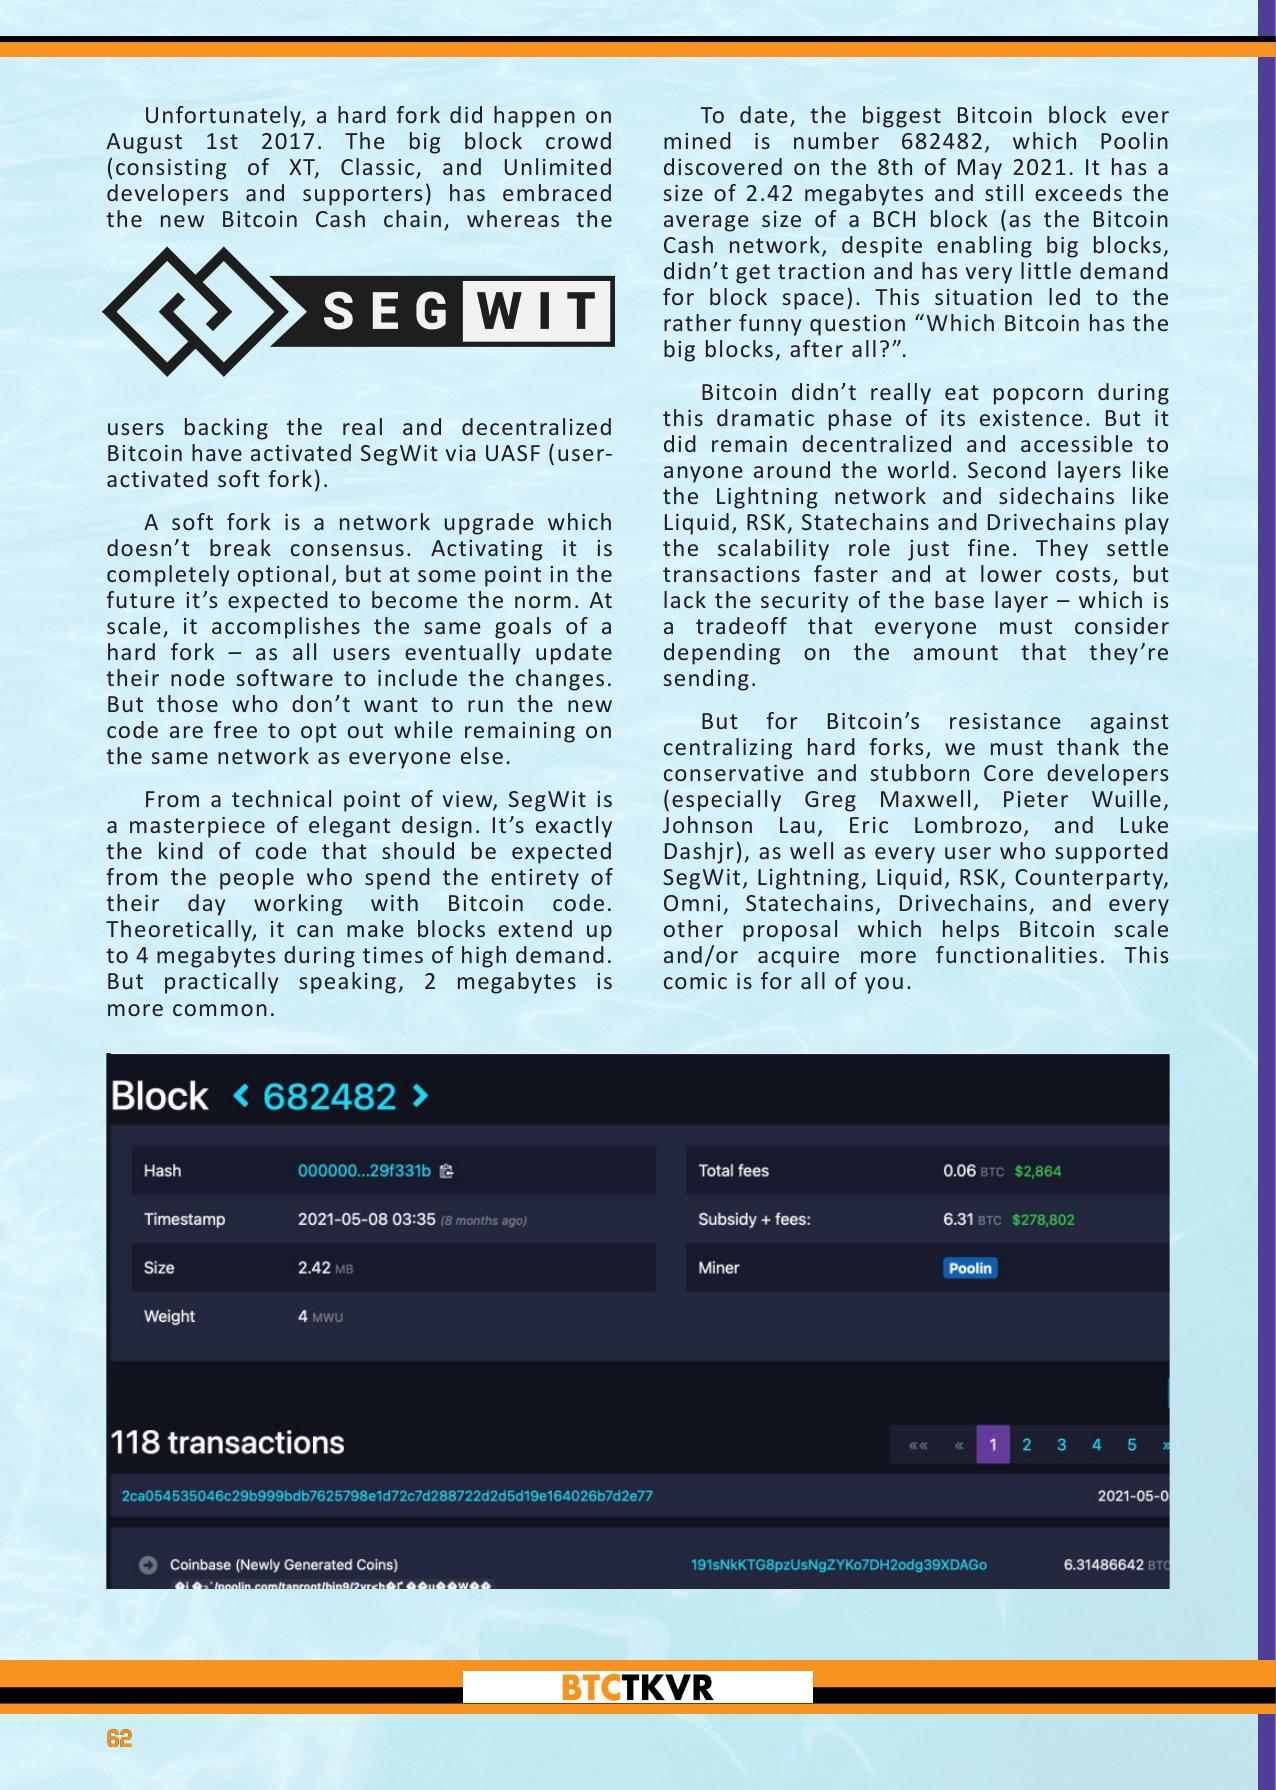 Unfortunately, a hard fork did happen on
August 1st 2017. The big block crowd
(consisting of XT, Classic, and Unlimited
developers and supporters) has embraced
the new Bitcoin Cash chain, whereas the
SEGWIT
users backing the real and decentralized
Bitcoin have activated SegWit via UASF (user-
activated soft fork).
A soft fork is a network upgrade which
doesn’t break consensus. Activating it is
completely optional, but at some point in the
future it’s expected to become the norm. At
scale, it accomplishes the same goals of a
hard fork – as all users eventually update
their node software to include the changes.
But those who don’t want to run the new
code are free to opt out while remaining on
the same network as everyone else.
From a technical point of view, SegWit is
a masterpiece of elegant design. It’s exactly
the kind of code that should be expected
from the people who spend the entirety of
their day working with Bitcoin code.
Theoretically, it can make blocks extend up
to 4 megabytes during times of high demand.
But practically speaking, 2 megabytes is
more common.
To date, the biggest Bitcoin block ever
mined is number 682482, which Poolin
discovered on the 8th of May 2021. It has a
size of 2.42 megabytes and still exceeds the
average size of a BCH block (as the Bitcoin
Cash network, despite enabling big blocks,
didn’t get traction and has very little demand
for block space). This situation led to the
rather funny question “Which Bitcoin has the
big blocks, after all?”.
Bitcoin didn’t really eat popcorn during
this dramatic phase of its existence. But it
did remain decentralized and accessible to
anyone around the world. Second layers like
the Lightning network and sidechains like
Liquid, RSK, Statechains and Drivechains play
the scalability role just fine. They settle
transactions faster and at lower costs, but
lack the security of the base layer – which is
a tradeoff that everyone must consider
depending on the amount that they’re
sending.
But for Bitcoin’s resistance against
centralizing hard forks, we must thank the
conservative and stubborn Core developers
(especially Greg Maxwell, Pieter Wuille,
Johnson Lau, Eric Lombrozo, and Luke
Dashjr), as well as every user who supported
SegWit, Lightning, Liquid, RSK, Counterparty,
Omni, Statechains, Drivechains, and every
other proposal which helps Bitcoin scale
and/or acquire more functionalities. This
comic is for all of you.
Block < 682482 >
Hash 000000...29f331b
Timestamp 2021-05-08 03:35 (8 months ago)
Size 2.42 MB
Weight 4 MWU
Total fees 0.06 BTC $2,864
Subsidy + fees: 6.31 BTC $278,802
Miner Poolin
118 transactions
«« « 1 2 3 4 5 »
2ca054535046c29b999bdb7625798e1d72c7d288722d2d5d19e164026b7d2e77 2021-05-0
Coinbase (Newly Generated Coins) 191sNkKTG8pzUsNgZYKo7DH2odg39XDAGo 6.31486642 BTC
BTCTKVR
62